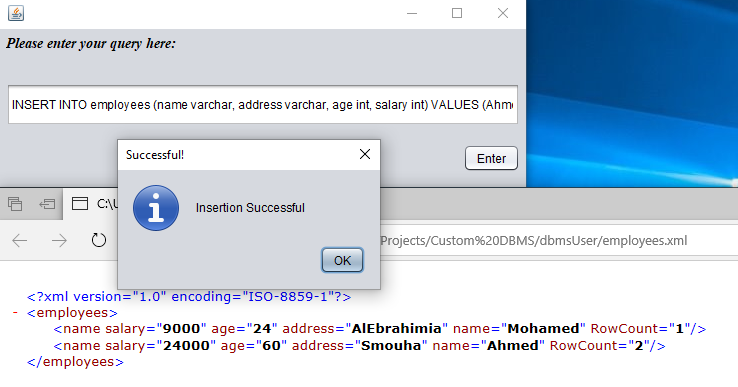 Please enter your query here:
INSERT INTO employees (name varchar, address varchar, age int, salary int) VALUES (Ahme
Enter
Successful!
Insertion Successful
OK
C:\U
Projects/Custom%20DBMS/dbmsUser/employees.xml
<?xml version="1.0" encoding="ISO-8859-1"?>
- <employees>
<name salary="9000" age="24" address="AlEbrahimia" name="Mohamed" RowCount="1"/>
<name salary="24000" age="60" address="Smouha" name="Ahmed" RowCount="2"/>
</employees>